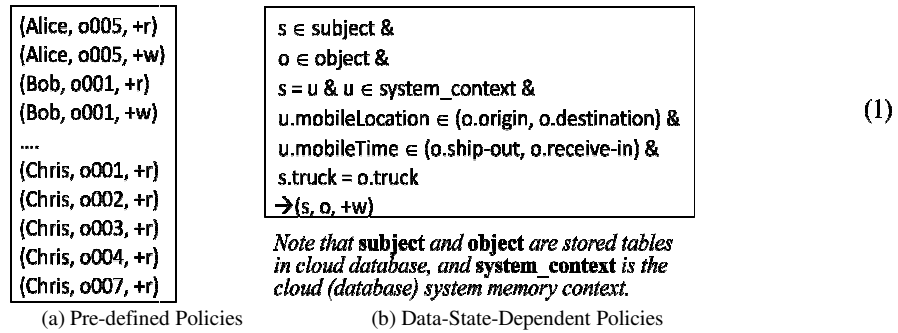 (Alice, o005, +r)
(Alice, o005, +w)
(Bob, o001, +r)
(Bob, o001, +w)
....
(Chris, o001, +r)
(Chris, o002, +r)
(Chris, o003, +r)
(Chris, o004, +r)
(Chris, o007, +r)
(a) Pre-defined Policies
s ∈ subject &
o ∈ object &
s = u & u ∈ system_context &
u.mobileLocation ∈ (o.origin, o.destination) &
u.mobileTime ∈ (o.ship-out, o.receive-in) &
s.truck = o.truck
→(s, o, +w)
Note that subject and object are stored tables
in cloud database, and system_context is the
cloud (database) system memory context.
(b) Data-State-Dependent Policies
(1)